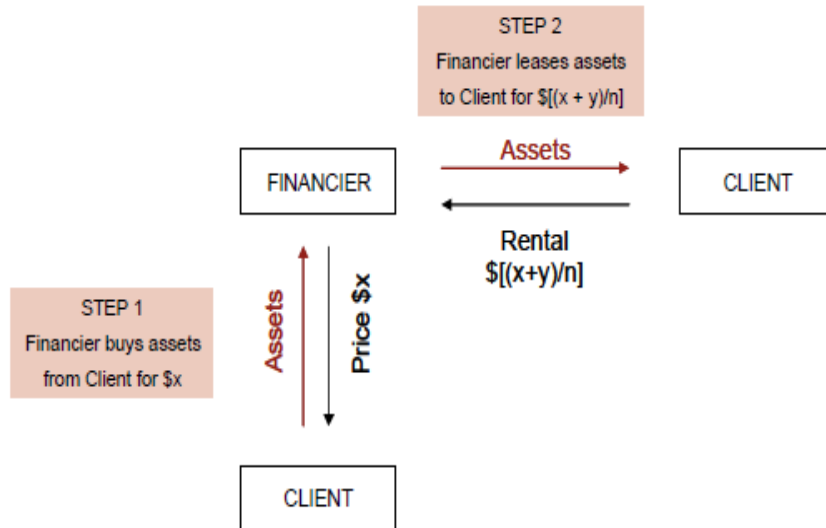 STEP 2
Financier leases assets
to Client for $[(x + y)/n]
Assets
FINANCIER
CLIENT
Rental
$[(x+y)/n]
STEP 1
Financier buys assets
from Client for $x
Assets
Price $x
CLIENT